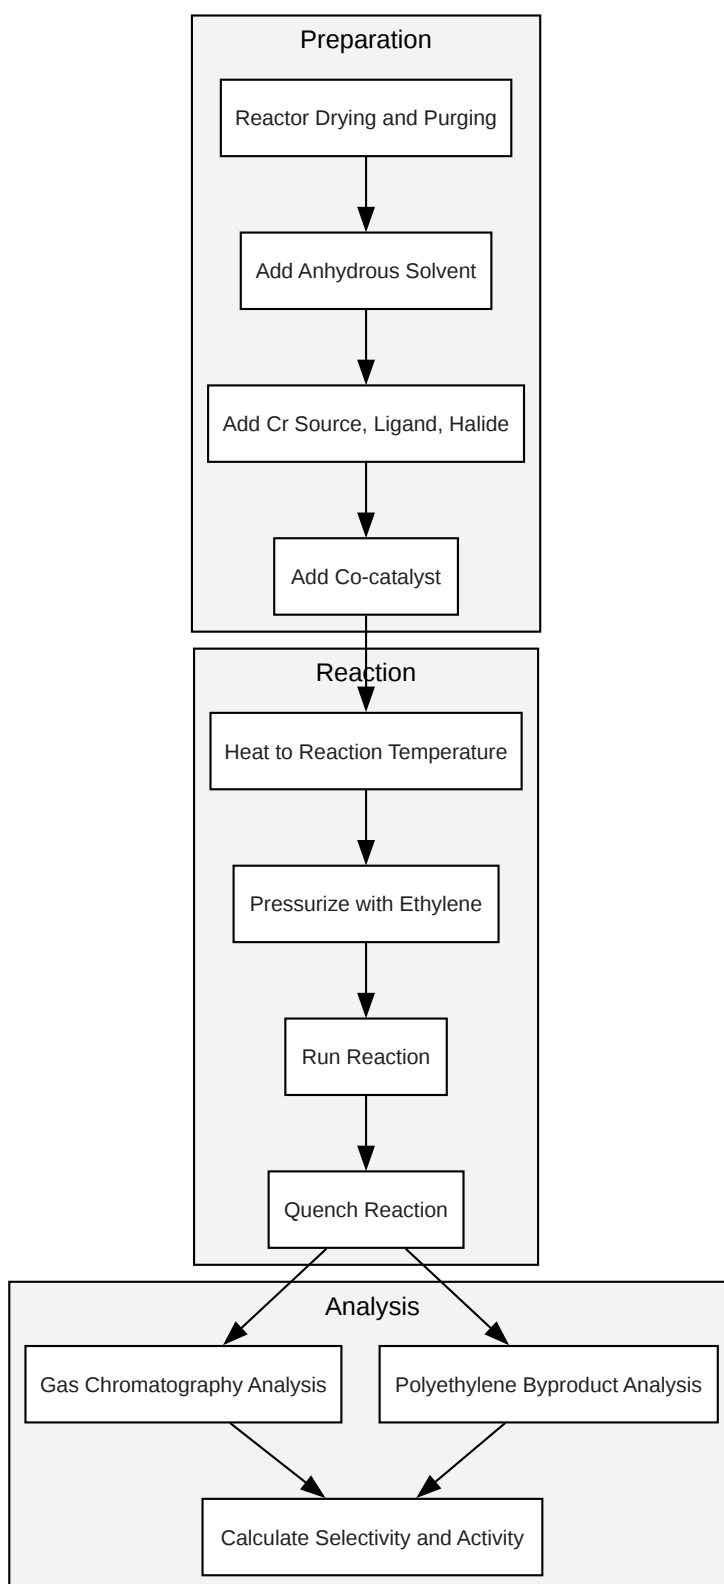 Preparation
Reactor Drying and Purging
Add Anhydrous Solvent
Add Cr Source, Ligand, Halide
Add Co-catalyst
Reaction
Heat to Reaction Temperature
Pressurize with Ethylene
Run Reaction
Quench Reaction
Analysis
Gas Chromatography Analysis
Polyethylene Byproduct Analysis
Calculate Selectivity and Activity